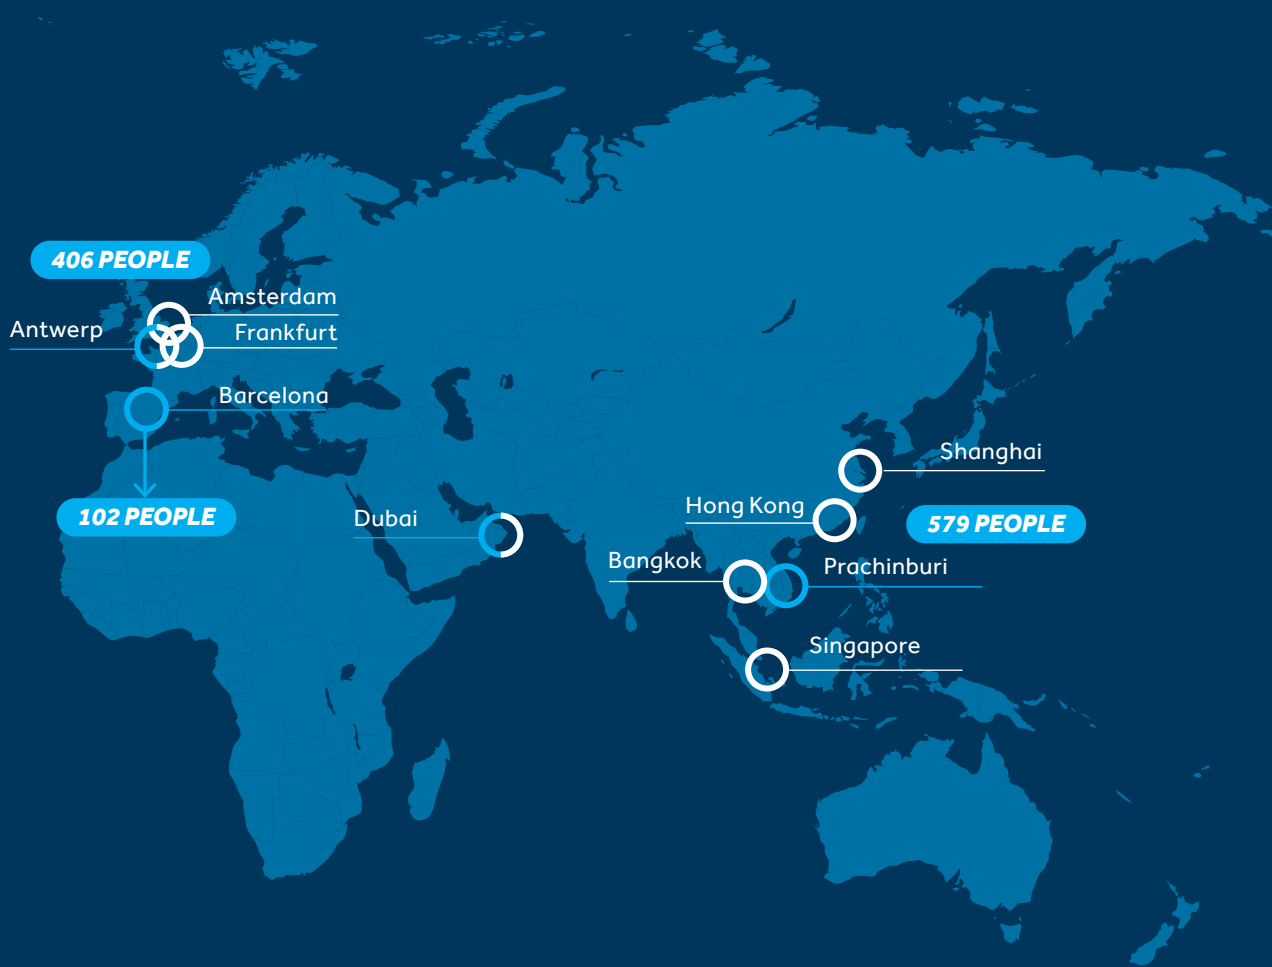 406 PEOPLE
Amsterdam
Antwerp
Frankfurt
Barcelona
102 PEOPLE
Dubai
Shanghai
Hong Kong
579 PEOPLE
Bangkok
Prachinburi
Singapore